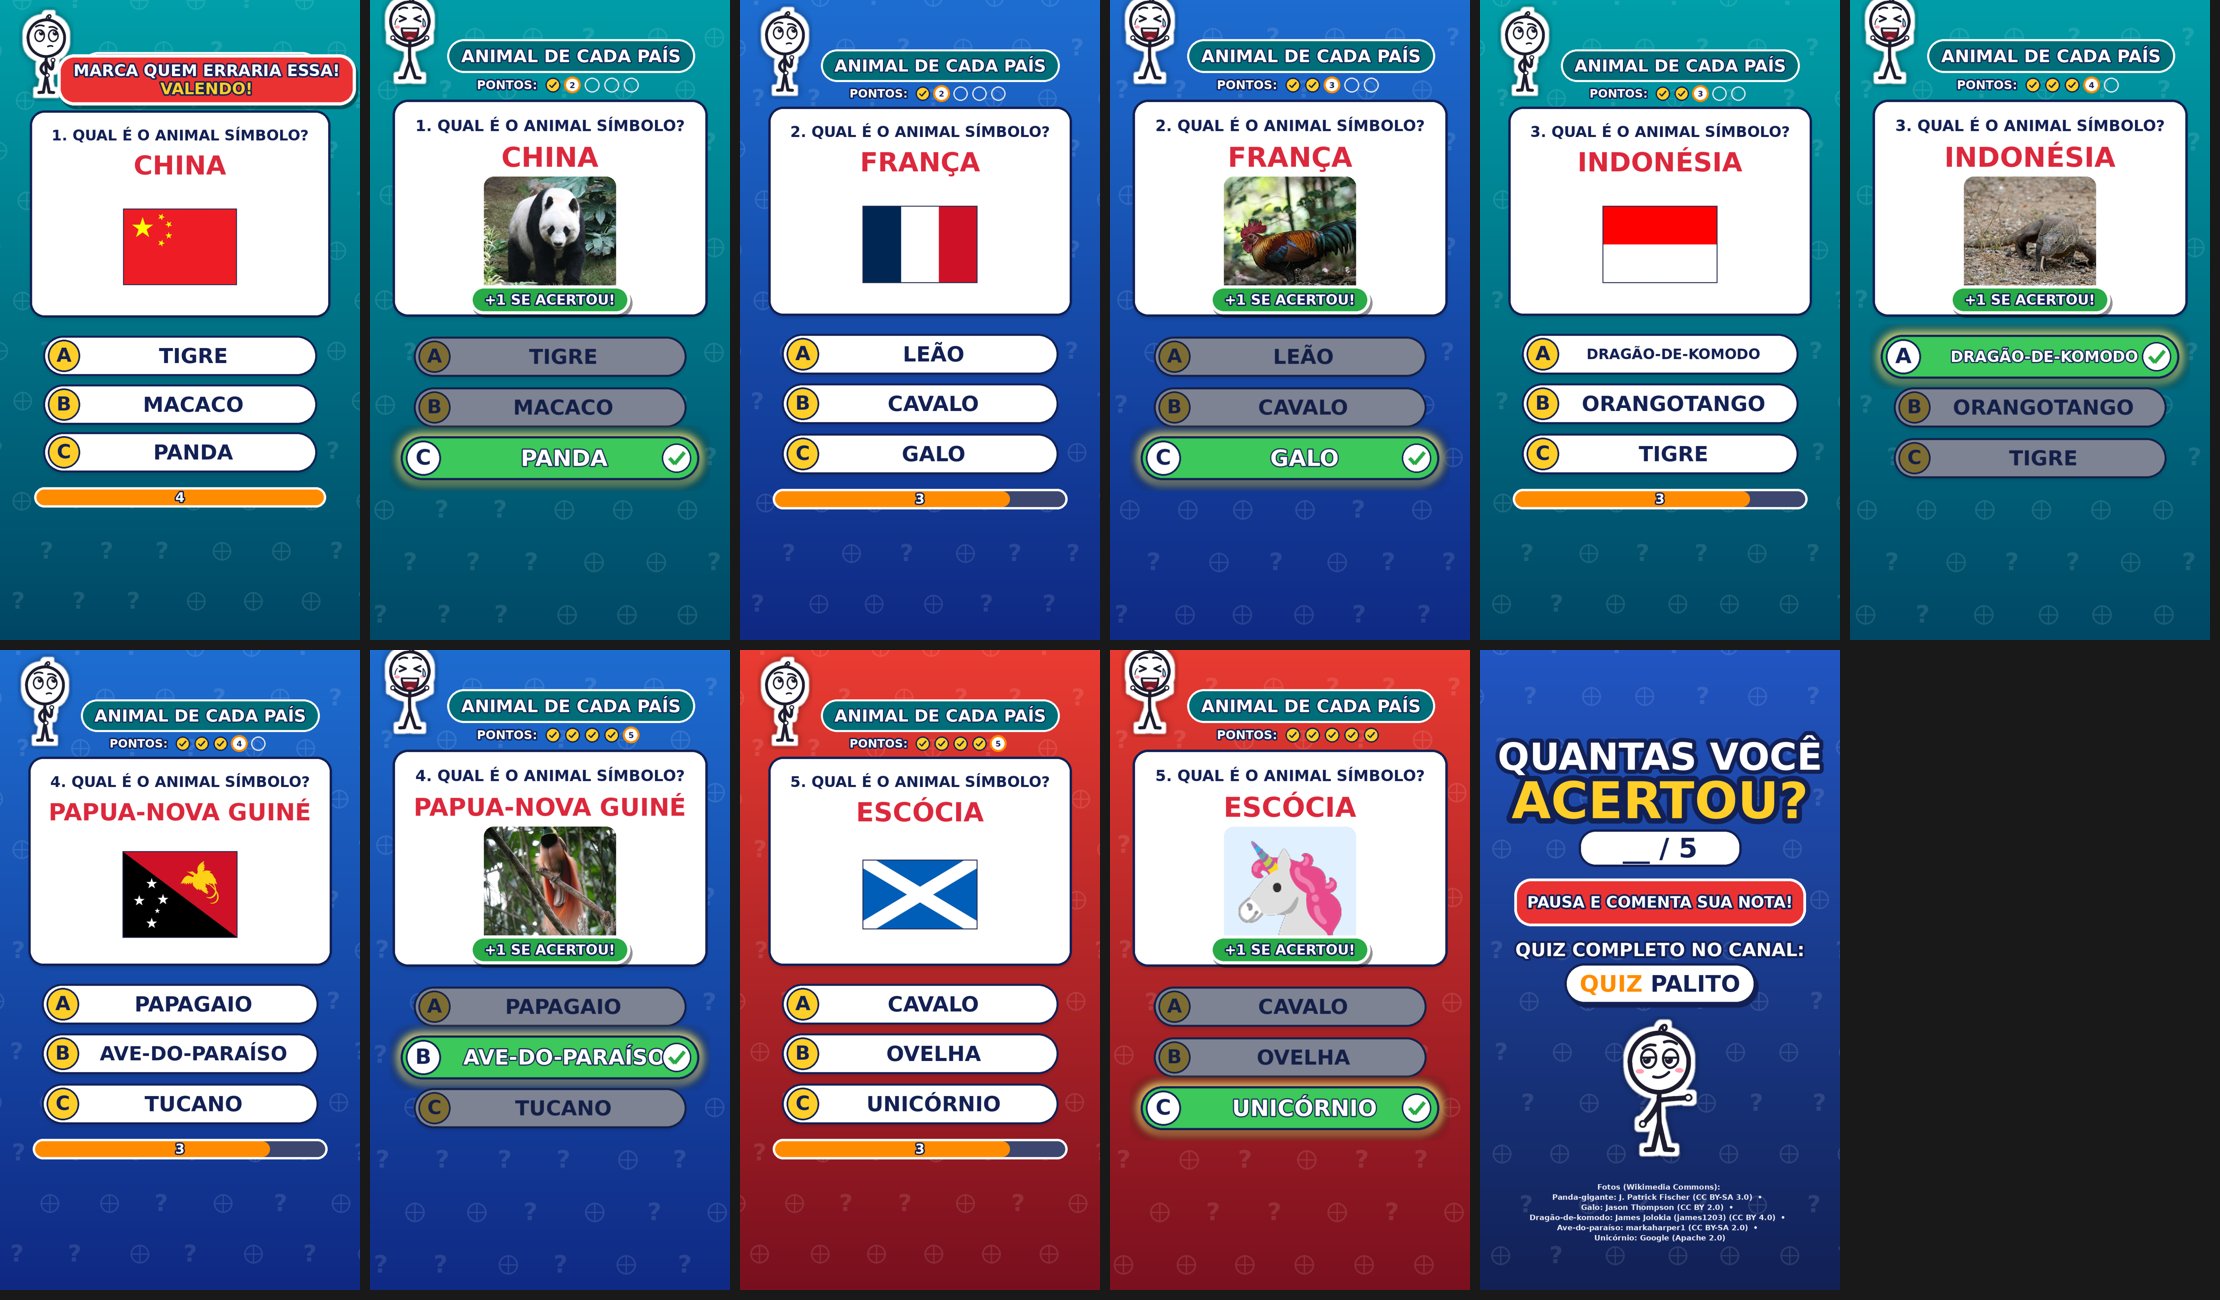 MARCA QUEM ERRARIA ESSA!
VALENDO!
1. QUAL É O ANIMAL SÍMBOLO?
CHINA
A TIGRE
B MACACO
C PANDA
4
ANIMAL DE CADA PAÍS
PONTOS: 2
1. QUAL É O ANIMAL SÍMBOLO?
CHINA
+1 SE ACERTOU!
A TIGRE
B MACACO
C PANDA
ANIMAL DE CADA PAÍS
PONTOS: 2
2. QUAL É O ANIMAL SÍMBOLO?
FRANÇA
A LEÃO
B CAVALO
C GALO
3
ANIMAL DE CADA PAÍS
PONTOS: 3
2. QUAL É O ANIMAL SÍMBOLO?
FRANÇA
+1 SE ACERTOU!
A LEÃO
B CAVALO
C GALO
ANIMAL DE CADA PAÍS
PONTOS: 3
3. QUAL É O ANIMAL SÍMBOLO?
INDONÉSIA
A DRAGÃO-DE-KOMODO
B ORANGOTANGO
C TIGRE
3
ANIMAL DE CADA PAÍS
PONTOS: 4
3. QUAL É O ANIMAL SÍMBOLO?
INDONÉSIA
+1 SE ACERTOU!
A DRAGÃO-DE-KOMODO
B ORANGOTANGO
C TIGRE
ANIMAL DE CADA PAÍS
PONTOS: 4
4. QUAL É O ANIMAL SÍMBOLO?
PAPUA-NOVA GUINÉ
A PAPAGAIO
B AVE-DO-PARAÍSO
C TUCANO
3
ANIMAL DE CADA PAÍS
PONTOS: 5
4. QUAL É O ANIMAL SÍMBOLO?
PAPUA-NOVA GUINÉ
+1 SE ACERTOU!
A PAPAGAIO
B AVE-DO-PARAÍSO
C TUCANO
ANIMAL DE CADA PAÍS
PONTOS: 5
5. QUAL É O ANIMAL SÍMBOLO?
ESCÓCIA
A CAVALO
B OVELHA
C UNICÓRNIO
3
ANIMAL DE CADA PAÍS
PONTOS:
5. QUAL É O ANIMAL SÍMBOLO?
ESCÓCIA
+1 SE ACERTOU!
A CAVALO
B OVELHA
C UNICÓRNIO
QUANTAS VOCÊ
ACERTOU?
__ / 5
PAUSA E COMENTA SUA NOTA!
QUIZ COMPLETO NO CANAL:
QUIZ PALITO
Fotos (Wikimedia Commons):
Panda-gigante: J. Patrick Fischer (CC BY-SA 3.0) •
Galo: Jason Thompson (CC BY 2.0) •
Dragão-de-komodo: James Jolokia (james1203) (CC BY 4.0) •
Ave-do-paraíso: markaharper1 (CC BY-SA 2.0) •
Unicórnio: Google (Apache 2.0)